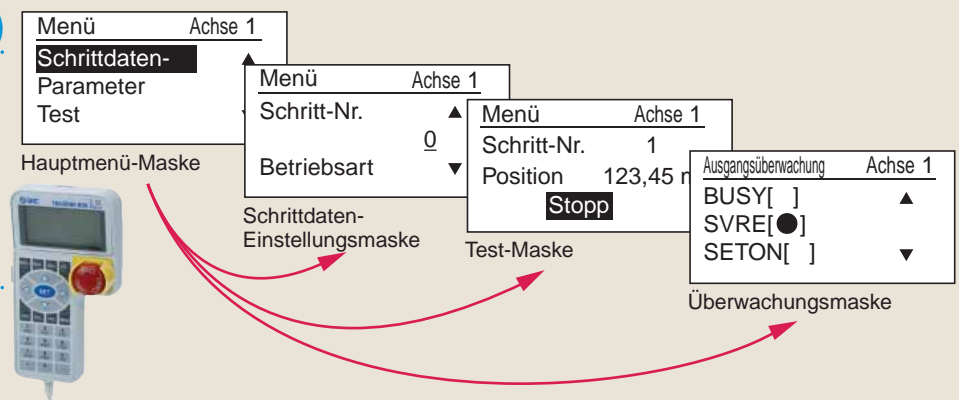 Menü Achse 1
Schrittdaten-
Parameter
Test
Hauptmenü-Maske
Menü Achse 1
Schritt-Nr.
0
Betriebsart
Schrittdaten-
Einstellungsmaske
Menü Achse 1
Schritt-Nr. 1
Position 123,45
Stopp
Test-Maske
Ausgangsüberwachung Achse 1
BUSY[ ]
SVRE[●]
SETON[ ]
Überwachungsmaske
SET